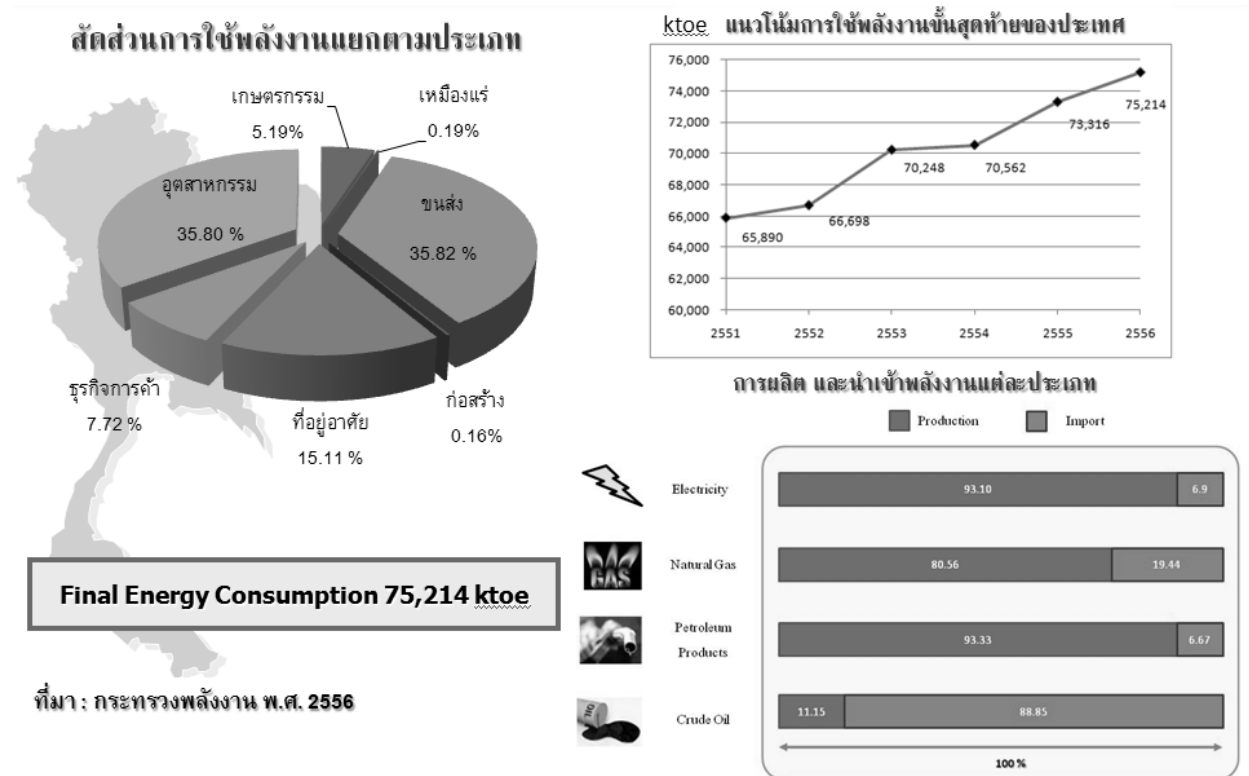 สัดส่วนการใช้พลังงานแยกตามประเภท
เกษตรกรรม
5.19%
เหมืองแร่
0.19%
อุตสาหกรรม
35.80 %
ขนส่ง
35.82 %
ธุรกิจการค้า
7.72 %
ที่อยู่อาศัย
15.11 %
ก่อสร้าง
0.16%
Final Energy Consumption 75,214 ktoe
ที่มา : กระทรวงพลังงาน พ.ศ. 2556
ktoe แนวโน้มการใช้พลังงานขั้นสุดท้ายของประเทศ
76,000
74,000
72,000
70,000
68,000
66,000
64,000
62,000
60,000
65,890
66,698
70,248
70,562
73,316
75,214
2551 2552 2553 2554 2555 2556
การผลิต และนำเข้าพลังงานแต่ละประเภท
Production Import
Electricity 93.10 6.9
GAS
Natural Gas 80.56 19.44
Petroleum
Products
93.33 6.67
OIL
Crude Oil 11.15 88.85
100 %